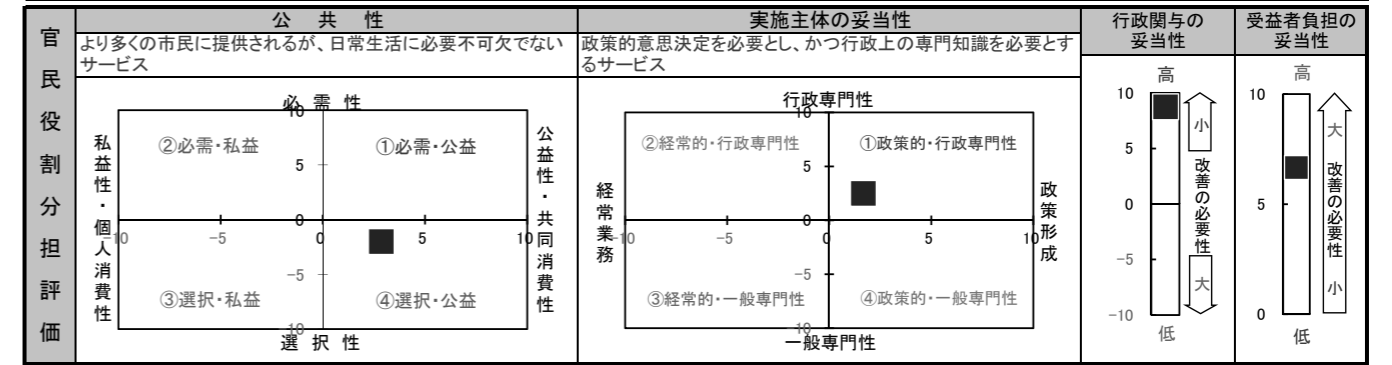 官民役割分担評価
公共性
より多くの市民に提供されるが、日常生活に必要不可欠でない
サービス
必需性
10
私益性・個人消費性
②必需・私益
①必需・公益
公益性・共同消費性
5
0
-10
-5
0
5
10
-5
③選択・私益
④選択・公益
-10
選択性
実施主体の妥当性
政策的意思決定を必要とし、かつ行政上の専門知識を必要とす
るサービス
行政専門性
10
経常業務
②経常的・行政専門性
①政策的・行政専門性
政策形成
5
0
-10
-5
0
5
10
-5
③経常的・一般専門性
④政策的・一般専門性
-10
一般専門性
行政関与の
妥当性
高
10
5
0
-5
-10
低
小
改善の必要性
大
受益者負担の
妥当性
高
10
5
0
低
大
改善の必要性
小